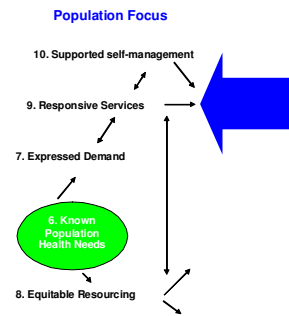 Population Focus
10. Supported self-management
9. Responsive Services
7. Expressed Demand
6. Known
Population
Health Needs
8. Equitable Resourcing